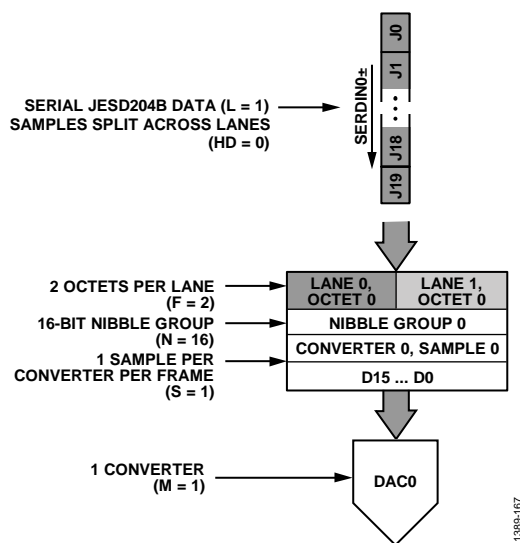 J0
J1
SERIAL JESD204B DATA (L = 1)
SAMPLES SPLIT ACROSS LANES
(HD = 0)
SERDIN0±
J18
J19
2 OCTETS PER LANE
(F = 2)
LANE 0,
OCTET 0
LANE 1,
OCTET 0
16-BIT NIBBLE GROUP
(N = 16)
NIBBLE GROUP 0
1 SAMPLE PER
CONVERTER PER FRAME
(S = 1)
CONVERTER 0, SAMPLE 0
D15 ... D0
1 CONVERTER
(M = 1)
DAC0
1389-167